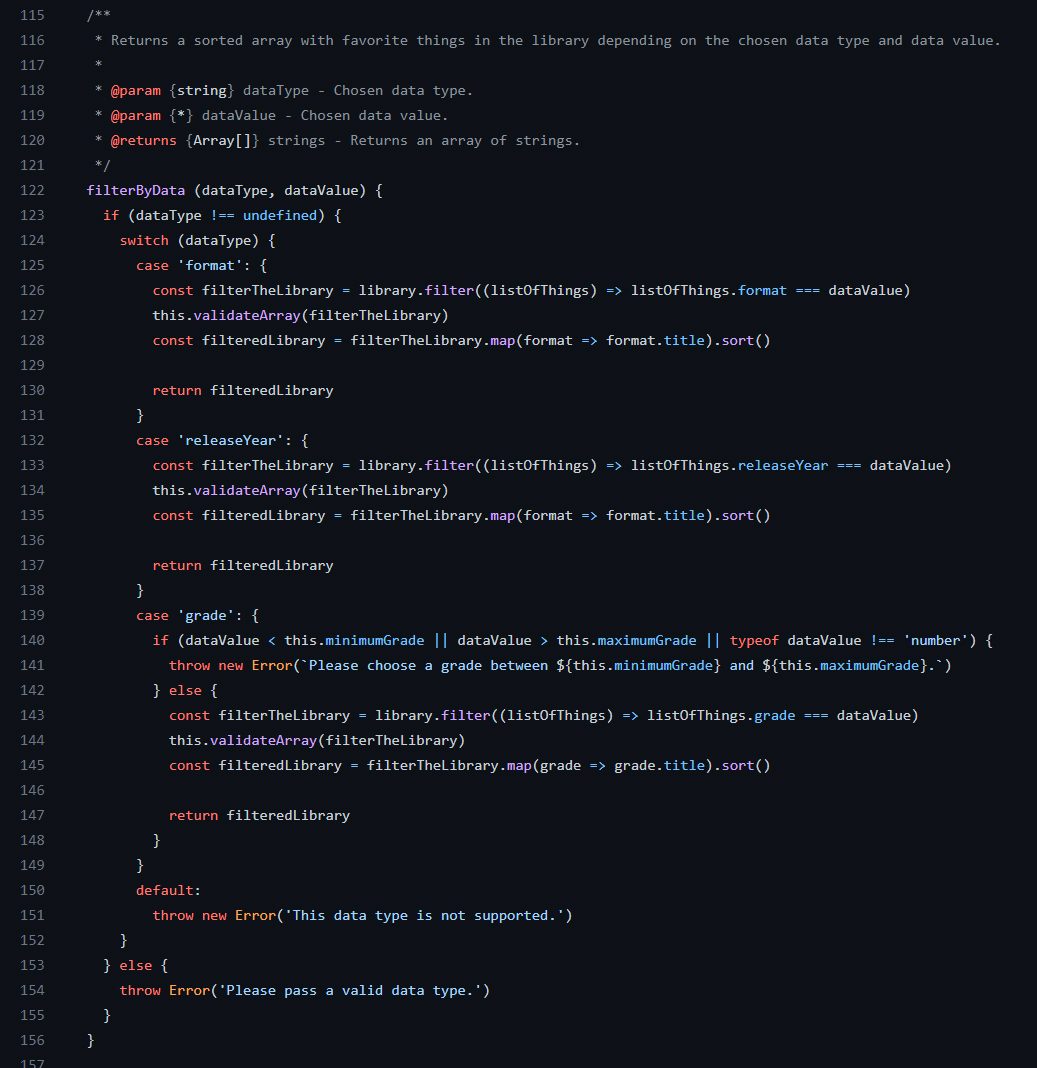 115 /**
116 * Returns a sorted array with favorite things in the library depending on the chosen data type and data value.
117 *
118 * @param {string} dataType - Chosen data type.
119 * @param {*} dataValue - Chosen data value.
120 * @returns {Array[]} strings - Returns an array of strings.
121 */
122 filterByData (dataType, dataValue) {
123 if (dataType !== undefined) {
124 switch (dataType) {
125 case 'format': {
126 const filterTheLibrary = library.filter((listOfThings) => listOfThings.format === dataValue)
127 this.validateArray(filterTheLibrary)
128 const filteredLibrary = filterTheLibrary.map(format => format.title).sort()
129
130 return filteredLibrary
131 }
132 case 'releaseYear': {
133 const filterTheLibrary = library.filter((listOfThings) => listOfThings.releaseYear === dataValue)
134 this.validateArray(filterTheLibrary)
135 const filteredLibrary = filterTheLibrary.map(format => format.title).sort()
136
137 return filteredLibrary
138 }
139 case 'grade': {
140 if (dataValue < this.minimumGrade || dataValue > this.maximumGrade || typeof dataValue !== 'number') {
141 throw new Error(`Please choose a grade between ${this.minimumGrade} and ${this.maximumGrade}.`)
142 } else {
143 const filterTheLibrary = library.filter((listOfThings) => listOfThings.grade === dataValue)
144 this.validateArray(filterTheLibrary)
145 const filteredLibrary = filterTheLibrary.map(grade => grade.title).sort()
146
147 return filteredLibrary
148 }
149 }
150 default:
151 throw new Error('This data type is not supported.')
152 }
153 } else {
154 throw Error('Please pass a valid data type.')
155 }
156 }
157